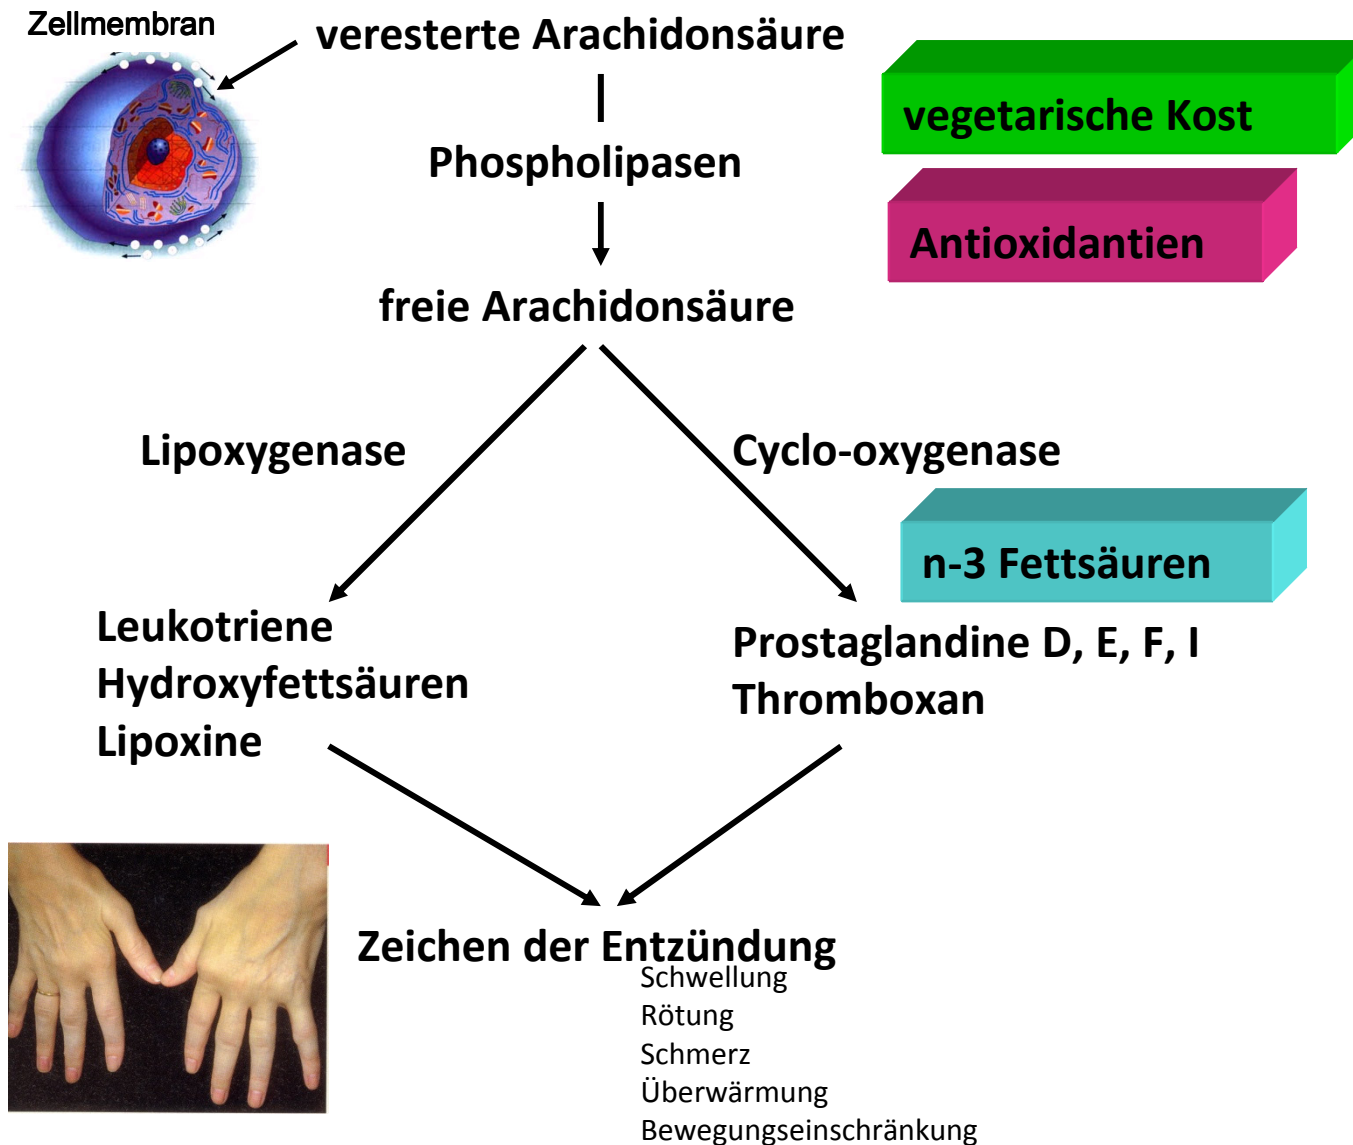 Zellmembran
veresterte Arachidonsäure
vegetarische Kost
Phospholipasen
Antioxidantien
freie Arachidonsäure
Lipoxygenase
Cyclo-oxygenase
n-3 Fettsäuren
Leukotriene
Hydroxyfettsäuren
Lipoxine
Prostaglandine D, E, F, I
Thromboxan
Zeichen der Entzündung
Schwellung
Rötung
Schmerz
Überwärmung
Bewegungseinschränkung